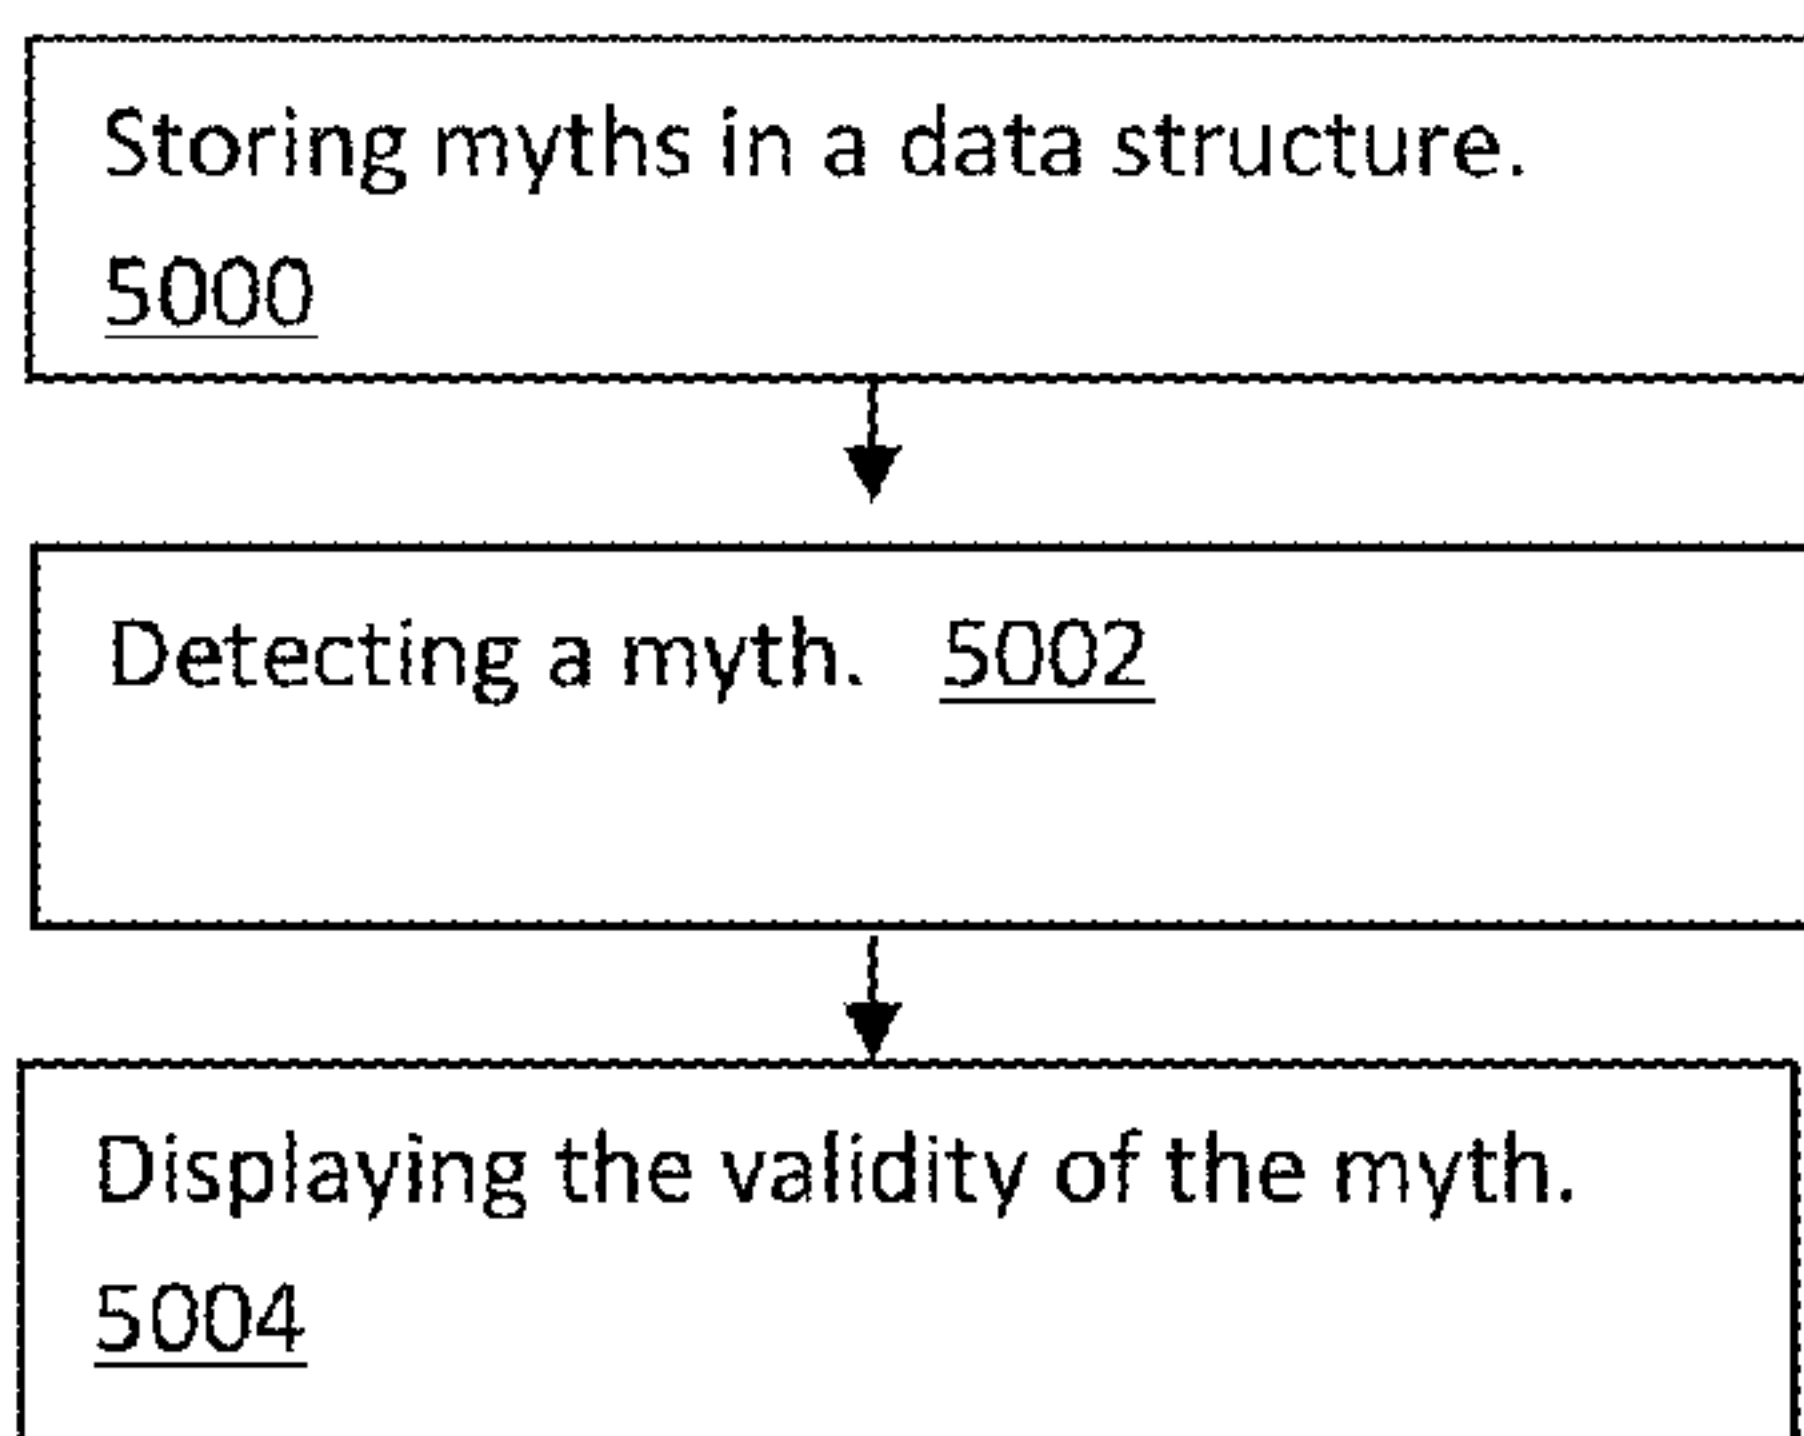 Storing myths in a data structure.
5000
Detecting a myth. 5002
Displaying the validity of the myth.
5004